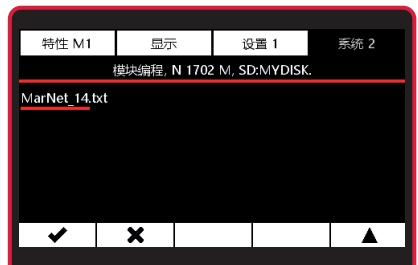 特性 M1 显示 设置 1 系统 2
模块编程, N 1702 M, SD:MYDISK.
MarNet_14.txt